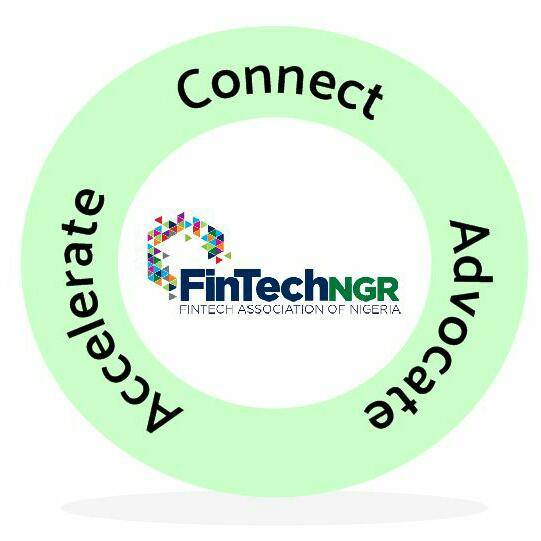 Connect
Advocate
Accelerate
FinTechNGR
FINTECH ASSOCIATION OF NIGERIA